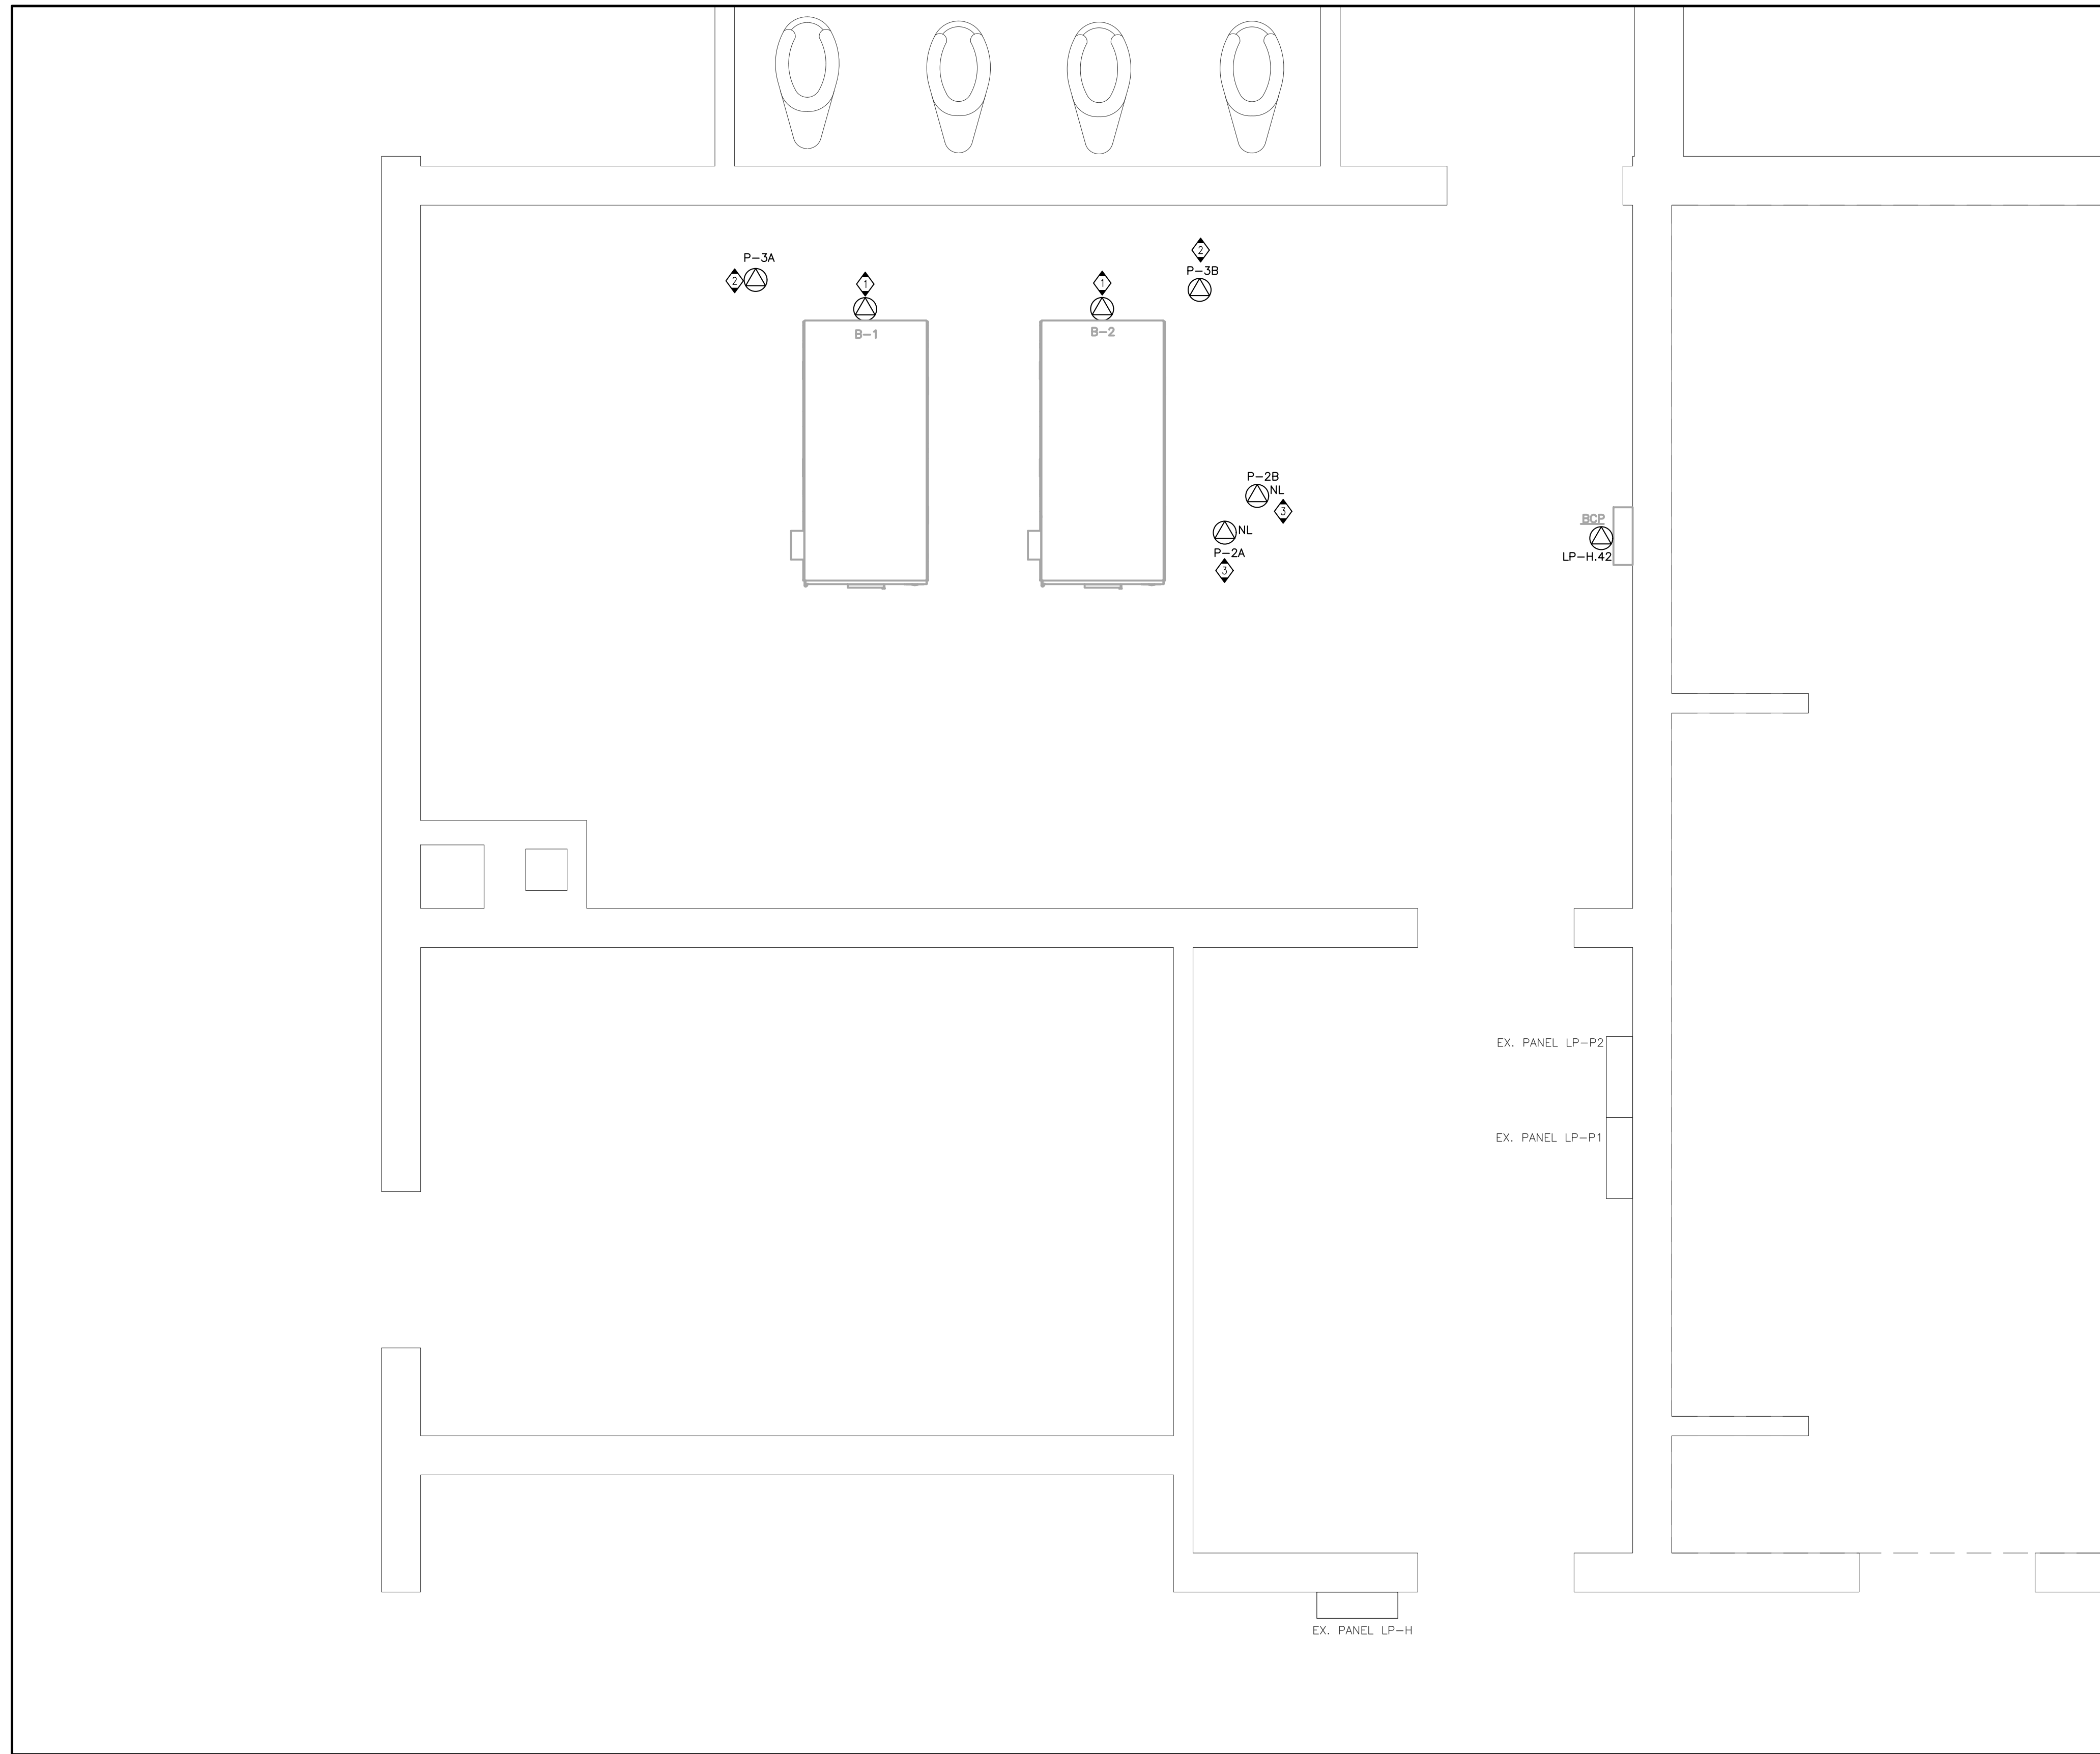 2
P-3A
2
P-3B
1
1
B-1
B-2
P-2B
NL
3
NL
P-2A
3
BCP
LP-H.42
EX. PANEL LP-P2
EX. PANEL LP-P1
EX. PANEL LP-H